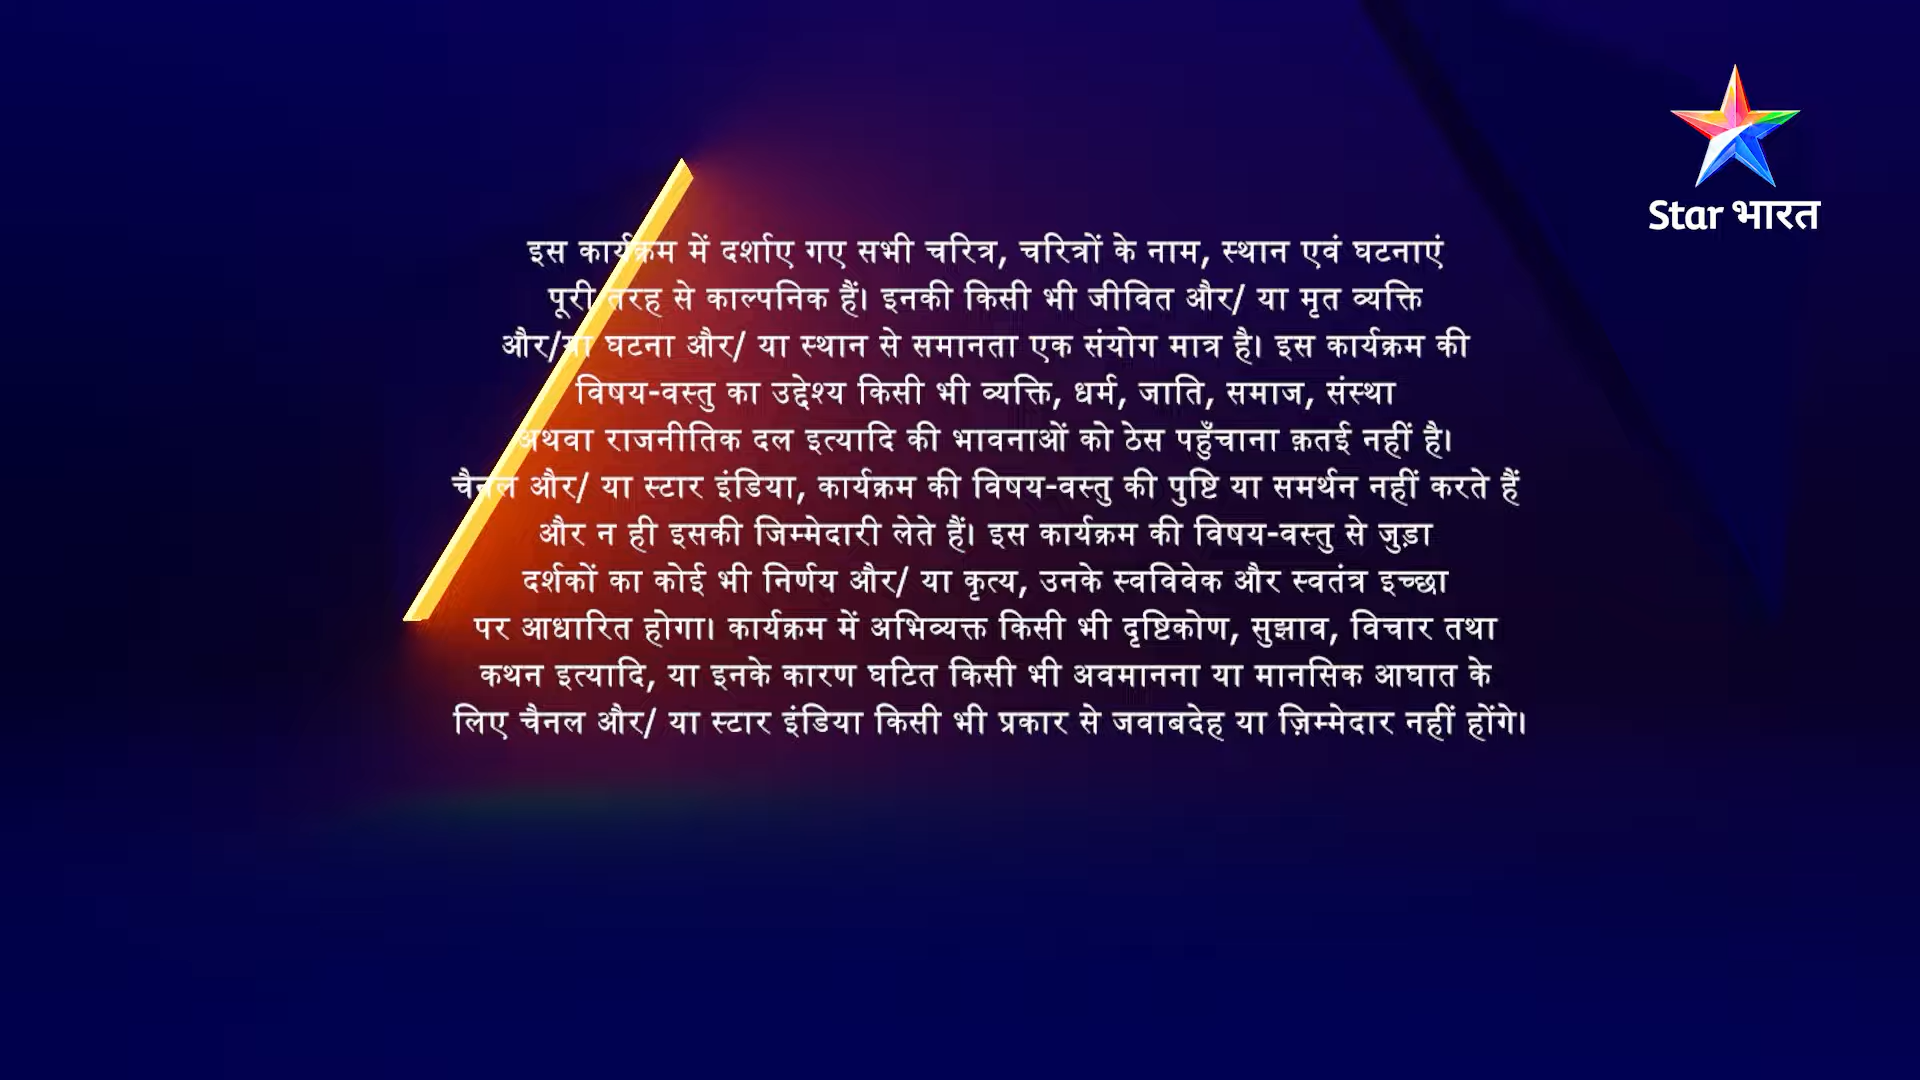 Star भारत
इस कार्यक्रम में दर्शाए गए सभी चरित्र, चरित्रों के नाम, स्थान एवं घटनाएं
पूरी तरह से काल्पनिक हैं। इनकी किसी भी जीवित और/ या मृत व्यक्ति
और/या घटना और/ या स्थान से समानता एक संयोग मात्र है। इस कार्यक्रम की
विषय-वस्तु का उद्देश्य किसी भी व्यक्ति, धर्म, जाति, समाज, संस्था
अथवा राजनीतिक दल इत्यादि की भावनाओं को ठेस पहुँचाना क़तई नहीं है।
चैनल और/ या स्टार इंडिया, कार्यक्रम की विषय-वस्तु की पुष्टि या समर्थन नहीं करते हैं
और न ही इसकी जिम्मेदारी लेते हैं। इस कार्यक्रम की विषय-वस्तु से जुड़ा
दर्शकों का कोई भी निर्णय और/ या कृत्य, उनके स्वविवेक और स्वतंत्र इच्छा
पर आधारित होगा। कार्यक्रम में अभिव्यक्त किसी भी दृष्टिकोण, सुझाव, विचार तथा
कथन इत्यादि, या इनके कारण घटित किसी भी अवमानना या मानसिक आघात के
लिए चैनल और/ या स्टार इंडिया किसी भी प्रकार से जवाबदेह या ज़िम्मेदार नहीं होंगे।